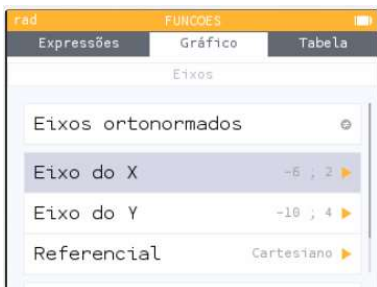 rad FUNCOES
Expressões Gráfico Tabela
Eixos
Eixos ortonormados
Eixo do X -6 ; 2
Eixo do Y -10 ; 4
Referencial Cartesiano